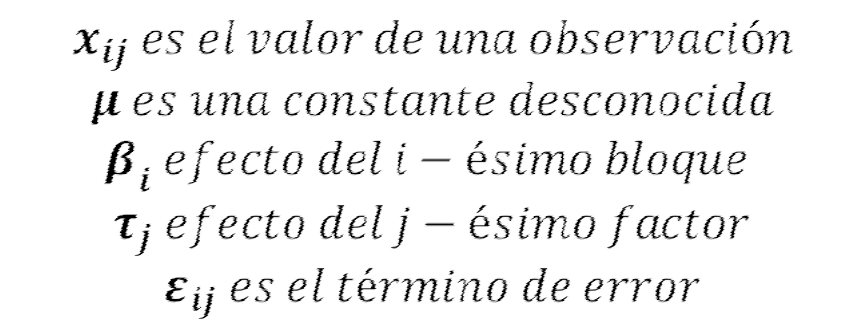 x_ij es el valor de una observación
μ es una constante desconocida
β_i efecto del i − ésimo bloque
τ_j efecto del j − ésimo factor
ε_ij es el término de error